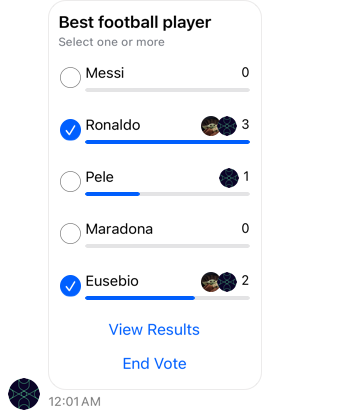 Best football player
Select one or more
Messi 0
Ronaldo 3
Pele 1
Maradona 0
Eusebio 2
View Results
End Vote
12:01 AM